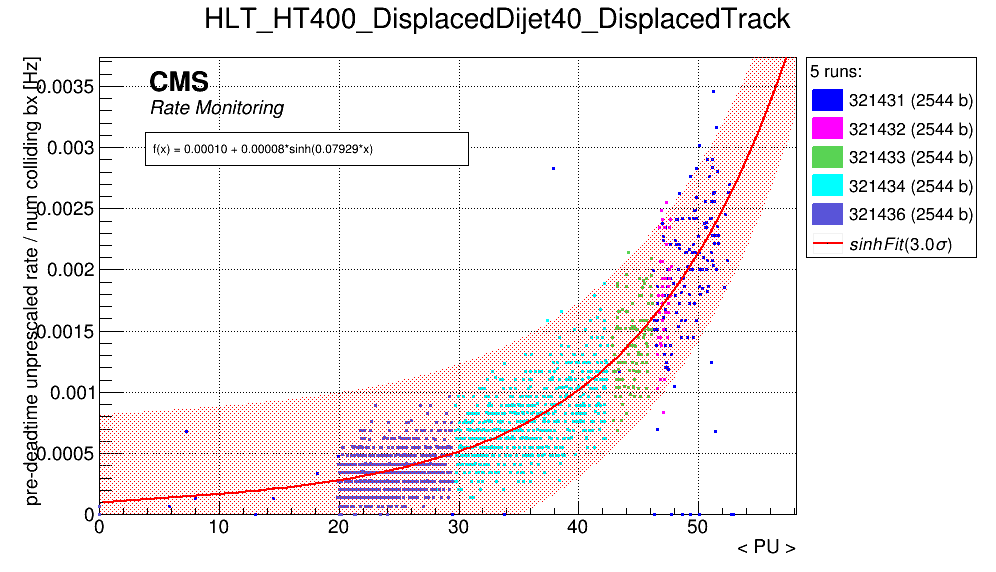 HLT_HT400_DisplacedDijet40_DisplacedTrack
pre-deadtime unprescaled rate / num colliding bx [Hz]
0.0035
0.003
0.0025
0.002
0.0015
0.001
0.0005
0
CMS
Rate Monitoring
f(x) = 0.00010 + 0.00008*sinh(0.07929*x)
0
10
20
30
40
50
< PU >
5 runs:
321431 (2544 b)
321432 (2544 b)
321433 (2544 b)
321434 (2544 b)
321436 (2544 b)
sinhFit(3.0σ)